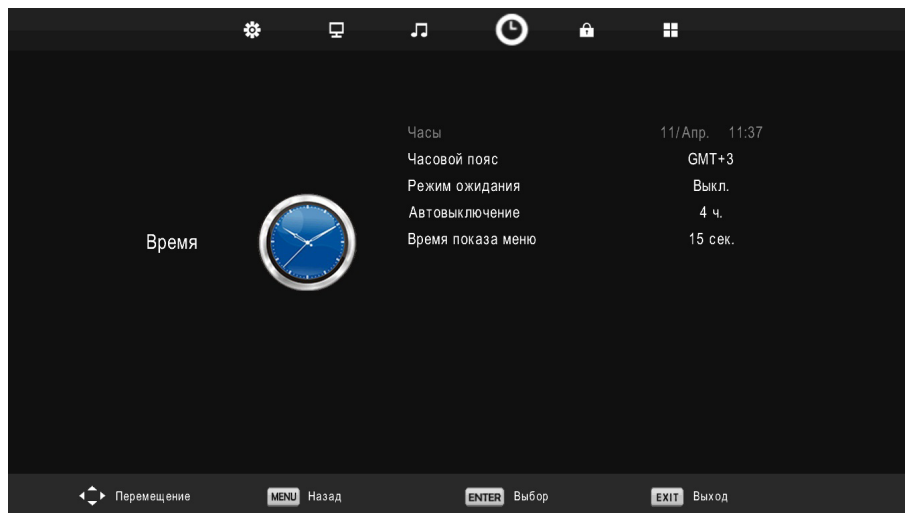 Часы 11/Апр. 11:37
Часовой пояс GMT+3
Режим ожидания Выкл.
Автовыключение 4 ч.
Время показа меню 15 сек.
Время
Перемещение MENU Назад ENTER Выбор EXIT Выход